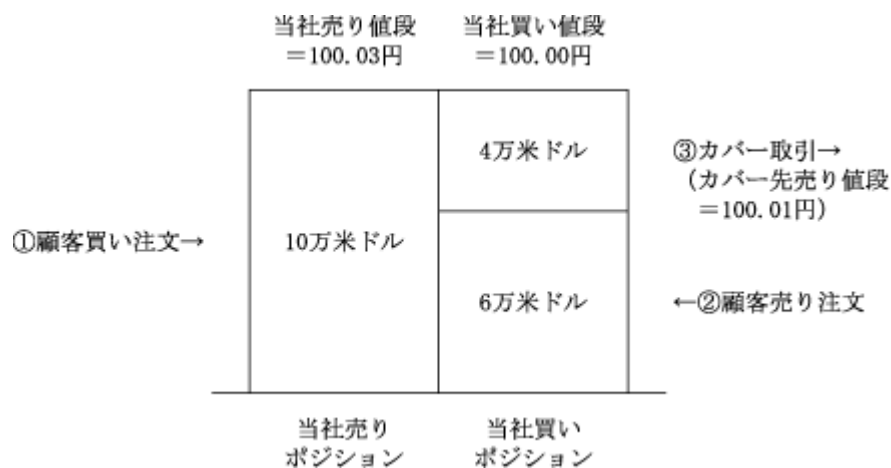 当社売り値段
＝100.03円
当社買い値段
＝100.00円
4万米ドル
③カバー取引→
（カバー先売り値段
＝100.01円）
①顧客買い注文→
10万米ドル
6万米ドル
←②顧客売り注文
当社売り
ポジション
当社買い
ポジション